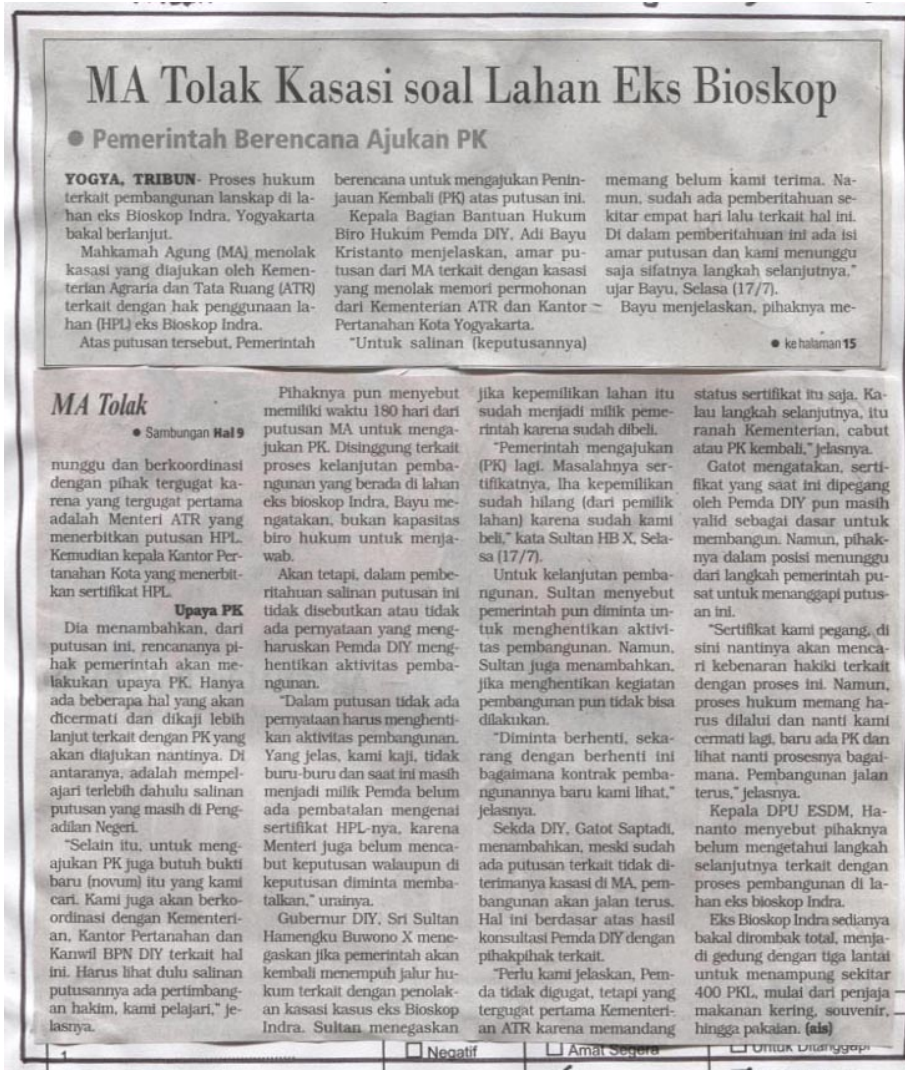 MA Tolak Kasasi soal Lahan Eks Bioskop
● Pemerintah Berencana Ajukan PK
YOGYA, TRIBUN- Proses hukum
terkait pembangunan lanskap di la-
han eks Bioskop Indra, Yogyakarta
bakal berlanjut.
Mahkamah Agung (MA) menolak
kasasi yang diajukan oleh Kemen-
terian Agraria dan Tata Ruang (ATR)
terkait dengan hak penggunaan la-
han (HPL) eks Bioskop Indra.
Atas putusan tersebut, Pemerintah
berencana untuk mengajukan Penin-
jauan Kembali (PK) atas putusan ini.
Kepala Bagian Bantuan Hukum
Biro Hukum Pemda DIY, Adi Bayu
Kristanto menjelaskan, amar pu-
tusan dari MA terkait dengan kasasi
yang menolak memori permohonan
dari Kementerian ATR dan Kantor
Pertanahan Kota Yogyakarta.
"Untuk salinan (keputusannya)
memang belum kami terima. Na-
mun, sudah ada pemberitahuan se-
kitar empat hari lalu terkait hal ini.
Di dalam pemberitahuan ini ada isi
amar putusan dan kami menunggu
saja sifatnya langkah selanjutnya,"
ujar Bayu, Selasa (17/7).
Bayu menjelaskan, pihaknya me-
● ke halaman 15
MA Tolak
● Sambungan Hal 9
nunggu dan berkoordinasi
dengan pihak tergugat ka-
rena yang tergugat pertama
adalah Menteri ATR yang
menerbitkan putusan HPL.
Kemudian kepala Kantor Per-
tanahan Kota yang menerbit-
kan sertifikat HPL.
Upaya PK
Dia menambahkan, dari
putusan ini, rencananya pi-
hak pemerintah akan me-
lakukan upaya PK. Hanya
ada beberapa hal yang akan
dicermati dan dikaji lebih
lanjut terkait dengan PK yang
akan diajukan nantinya. Di
antaranya, adalah mempel-
ajari terlebih dahulu salinan
putusan yang masih di Peng-
adilan Negeri.
"Selain itu, untuk meng-
ajukan PK juga butuh bukti
baru (novum) itu yang kami
cari. Kami juga akan berko-
ordinasi dengan Kementeri-
an, Kantor Pertanahan dan
Kanwil BPN DIY terkait hal
ini. Harus lihat dulu salinan
putusannya ada pertimbang-
an hakim, kami pelajari," je-
lasnya.
Pihaknya pun menyebut
memiliki waktu 180 hari dari
putusan MA untuk menga-
jukan PK. Disinggung terkait
proses kelanjutan pemba-
ngunan yang berada di lahan
eks bioskop Indra, Bayu me-
ngatakan, bukan kapasitas
biro hukum untuk menja-
wab.
Akan tetapi, dalam pembe-
ritahuan salinan putusan ini
tidak disebutkan atau tidak
ada pernyataan yang meng-
haruskan Pemda DIY meng-
hentikan aktivitas pemba-
ngunan.
"Dalam putusan tidak ada
pernyataan harus menghenti-
kan aktivitas pembangunan.
Yang jelas, kami kaji, tidak
buru-buru dan saat ini masih
menjadi milik Pemda belum
ada pembatalan mengenai
sertifikat HPL-nya, karena
Menteri juga belum menca-
but keputusan walaupun di
keputusan diminta memba-
talkan," urainya.
Gubernur DIY, Sri Sultan
Hamengku Buwono X mene-
gaskan jika pemerintah akan
kembali menempuh jalur hu-
kum terkait dengan penolak-
an kasasi kasus eks Bioskop
Indra. Sultan menegaskan
jika kepemilikan lahan itu
sudah menjadi milik peme-
rintah karena sudah dibeli.
"Pemerintah mengajukan
(PK) lagi. Masalahnya ser-
tifikatnya, lha kepemilikan
sudah hilang (dari pemilik
lahan) karena sudah kami
beli," kata Sultan HB X, Sela-
sa (17/7).
Untuk kelanjutan pemba-
ngunan, Sultan menyebut
pemerintah pun diminta un-
tuk menghentikan aktivi-
tas pembangunan. Namun,
Sultan juga menambahkan,
jika menghentikan kegiatan
pembangunan pun tidak bisa
dilakukan.
"Diminta berhenti, seka-
rang dengan berhenti ini
bagaimana kontrak pemba-
ngunannya baru kami lihat,"
jelasnya.
Sekda DIY, Gatot Saptadi,
menambahkan, meski sudah
ada putusan terkait tidak di-
terimanya kasasi di MA, pem-
bangunan akan jalan terus.
Hal ini berdasar atas hasil
konsultasi Pemda DIY dengan
pihakpihak terkait.
"Perlu kami jelaskan, Pem-
da tidak digugat, tetapi yang
tergugat pertama Kementeri-
an ATR karena memandang
status sertifikat itu saja. Ka-
lau langkah selanjutnya, itu
ranah Kementerian, cabut
atau PK kembali," jelasnya.
Gatot mengatakan, serti-
fikat yang saat ini dipegang
oleh Pemda DIY pun masih
valid sebagai dasar untuk
membangun. Namun, pihak-
nya dalam posisi menunggu
dari langkah pemerintah pu-
sat untuk menanggapi putus-
an ini.
"Sertifikat kami pegang, di
sini nantinya akan menca-
ri kebenaran hakiki terkait
dengan proses ini. Namun,
proses hukum memang ha-
rus dilalui dan nanti kami
cermati lagi, baru ada PK dan
lihat nanti prosesnya bagai-
mana. Pembangunan jalan
terus," jelasnya.
Kepala DPU ESDM, Ha-
nanto menyebut pihaknya
belum mengetahui langkah
selanjutnya terkait dengan
proses pembangunan di la-
han eks bioskop Indra.
Eks Bioskop Indra sedianya
bakal dirombak total, menja-
di gedung dengan tiga lantai
untuk menampung sekitar
400 PKL, mulai dari penjaja
makanan kering, souvenir,
hingga pakaian. (ais)
1
Negatif
Amat Segera
Untuk Ditanggapi